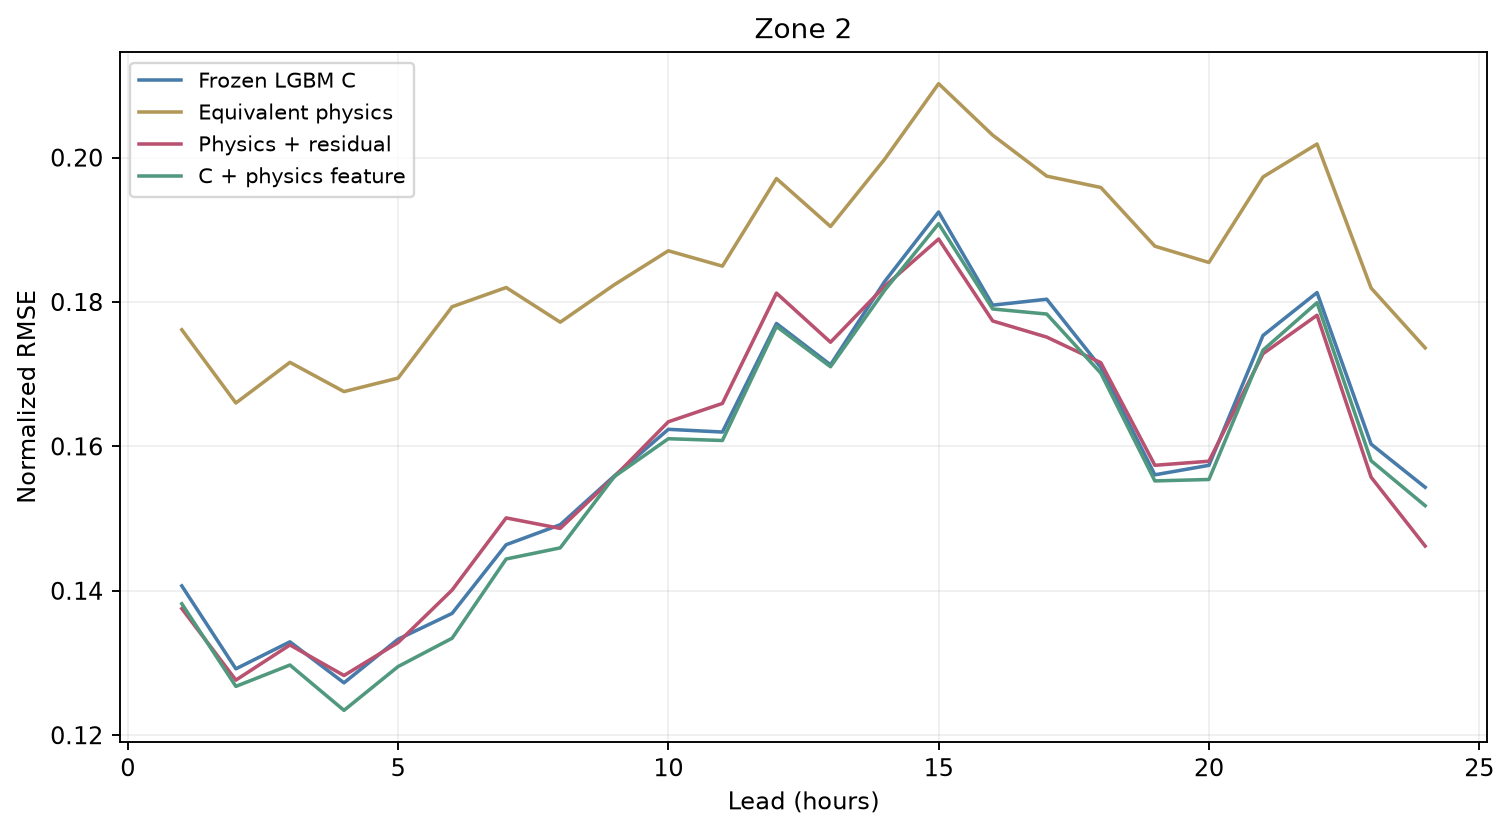 Zone 2
Frozen LGBM C
Equivalent physics
Physics + residual
C + physics feature
Normalized RMSE
0.20
0.18
0.16
0.14
0.12
0 5 10 15 20 25
Lead (hours)